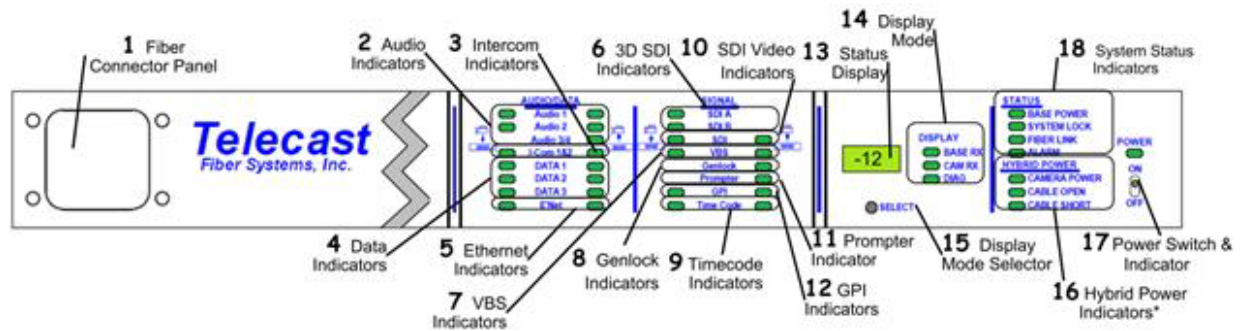 1 Fiber
Connector Panel
2 Audio
Indicators
3 Intercom
Indicators
6 3D SDI
Indicators
10 SDI Video
Indicators
13 Status
Display
14 Display
Mode
18 System Status
Indicators
Telecast
Fiber Systems, Inc.
AUDIO/DATA
Audio 1
Audio 2
Audio 3/4
I-Com 1&2
DATA 1
DATA 2
DATA 3
ETNet
SIGNAL
SDI A
SDI B
SDI
VBS
Genlock
Prompter
GPI
Time Code
-12
DISPLAY
BASE RX
CAM RX
DIAG
SELECT
STATUS
BASE POWER
SYSTEM LOCK
FIBER LINK
ALARM
HYBRID POWER
CAMERA POWER
CABLE OPEN
CABLE SHORT
POWER
ON
OFF
4 Data
Indicators
5 Ethernet
Indicators
7 VBS
Indicators
8 Genlock
Indicators
9 Timecode
Indicators
11 Prompter
Indicator
12 GPI
Indicators
15 Display
Mode Selector
16 Hybrid Power
Indicators*
17 Power Switch &
Indicator